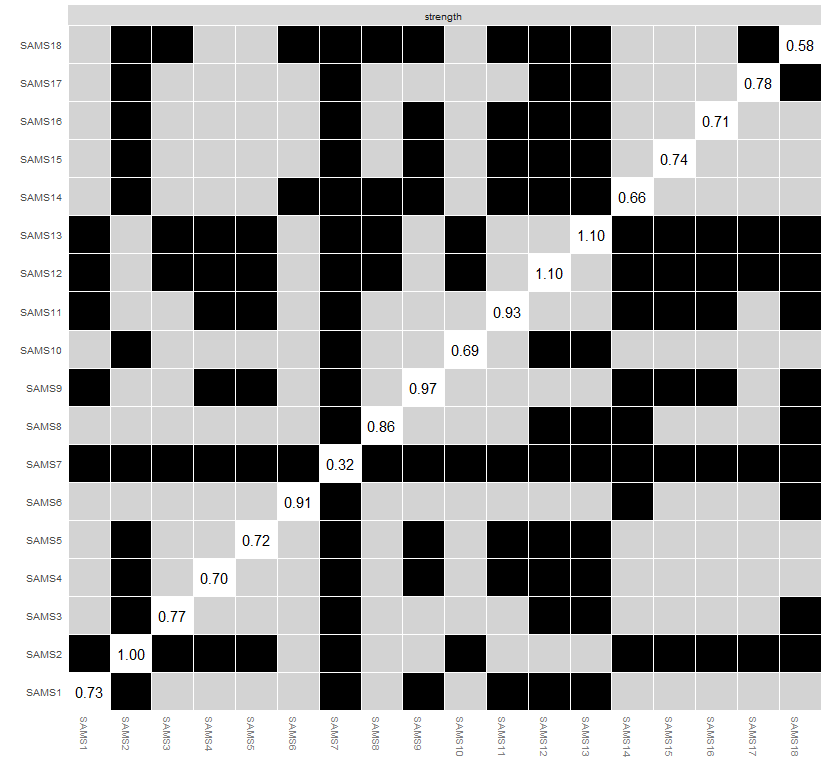 strength
SAMS18 0.58
SAMS17 0.78
SAMS16 0.71
SAMS15 0.74
SAMS14 0.66
SAMS13 1.10
SAMS12 1.10
SAMS11 0.93
SAMS10 0.69
SAMS9 0.97
SAMS8 0.86
SAMS7 0.32
SAMS6 0.91
SAMS5 0.72
SAMS4 0.70
SAMS3 0.77
SAMS2 1.00
SAMS1 0.73
SAMS1 SAMS2 SAMS3 SAMS4 SAMS5 SAMS6 SAMS7 SAMS8 SAMS9 SAMS10 SAMS11 SAMS12 SAMS13 SAMS14 SAMS15 SAMS16 SAMS17 SAMS18